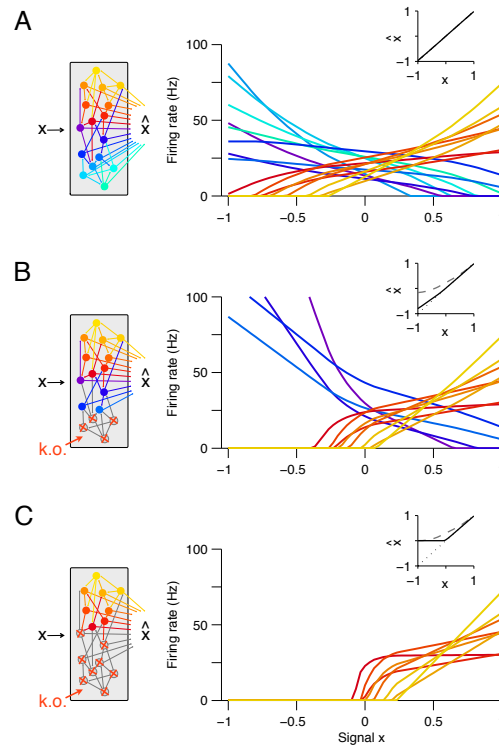 A
x→ x̂
Firing rate (Hz)
100
50
0
−1 −0.5 0 0.5
1
x̂
−1
−1 x 1
B
x→ x̂
k.o.
Firing rate (Hz)
100
50
0
−1 −0.5 0 0.5
1
x̂
−1
−1 x 1
C
x→ x̂
k.o.
Firing rate (Hz)
100
50
0
−1 −0.5 0 0.5
Signal x
1
x̂
−1
−1 x 1